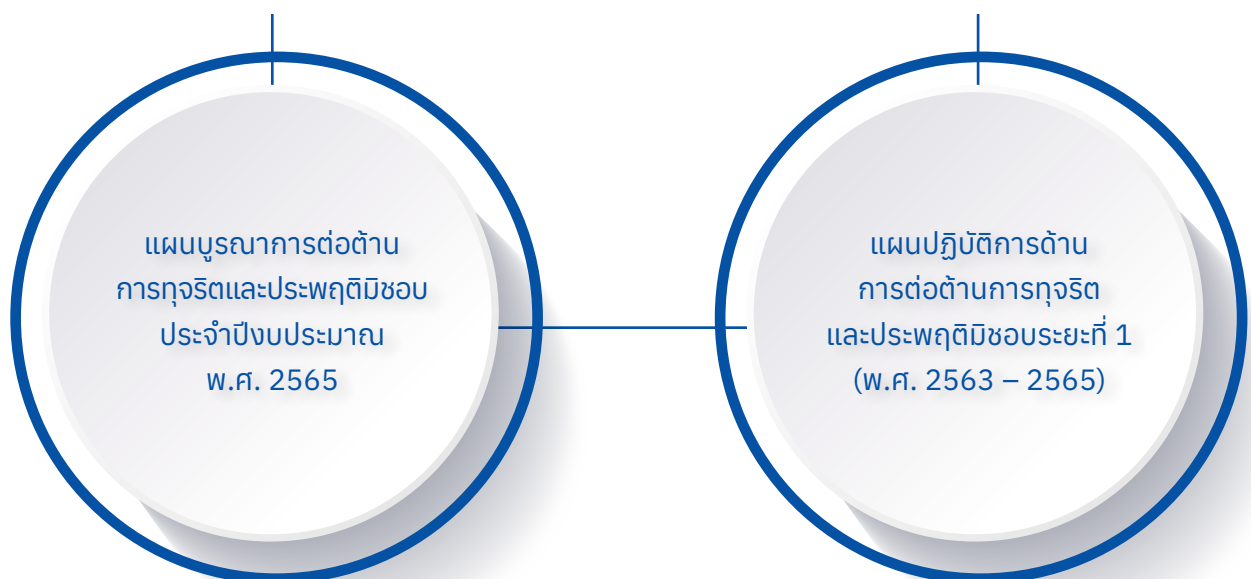 แผนบูรณาการต่อต้าน
การทุจริตและประพฤติมิชอบ
ประจำปีงบประมาณ
พ.ศ. 2565
แผนปฏิบัติการด้าน
การต่อต้านการทุจริต
และประพฤติมิชอบระยะที่ 1
(พ.ศ. 2563 – 2565)